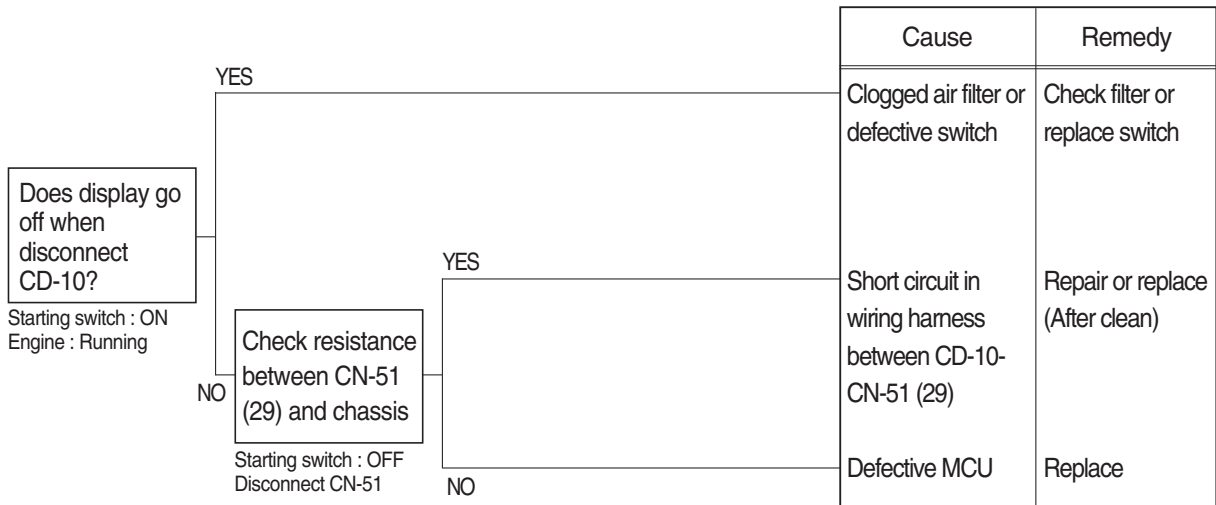 Cause
Remedy
YES
Clogged air filter or
defective switch
Check filter or
replace switch
Does display go
off when
disconnect
CD-10?
Starting switch : ON
Engine : Running
YES
Short circuit in
wiring harness
between CD-10-
CN-51 (29)
Repair or replace
(After clean)
NO
Check resistance
between CN-51
(29) and chassis
Starting switch : OFF
Disconnect CN-51
NO
Defective MCU
Replace